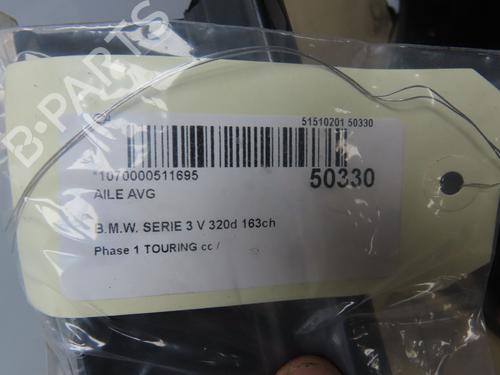 B-PARTS
51510201 50330
*1070000511695
50330
AILE AVG
B.M.W. SERIE 3 V 320d 163ch
Phase 1 TOURING cc /